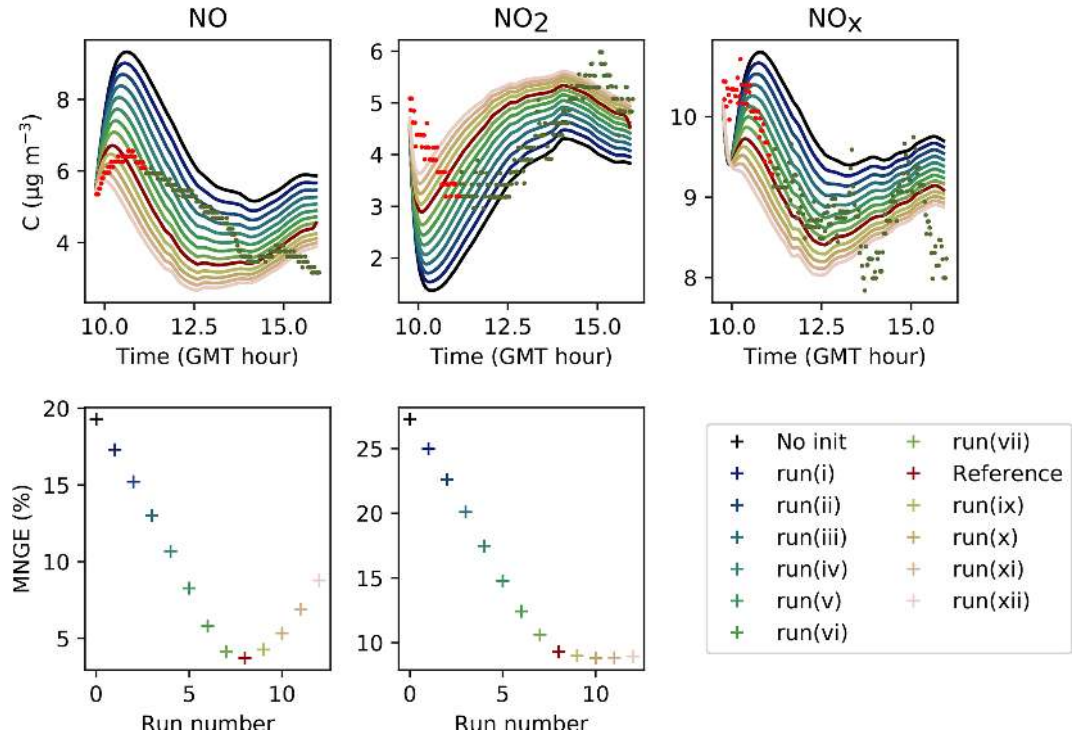 NO
NO2
NOx
8
6
4
6
5
4
3
2
10
9
8
C (μg m−3)
10.0 12.5 15.0
10.0 12.5 15.0
10.0 12.5 15.0
Time (GMT hour)
Time (GMT hour)
Time (GMT hour)
20
15
10
5
25
20
15
10
MNGE (%)
0 5 10
0 5 10
Run number
Run number
No init
run(i)
run(ii)
run(iii)
run(iv)
run(v)
run(vi)
run(vii)
Reference
run(ix)
run(x)
run(xi)
run(xii)